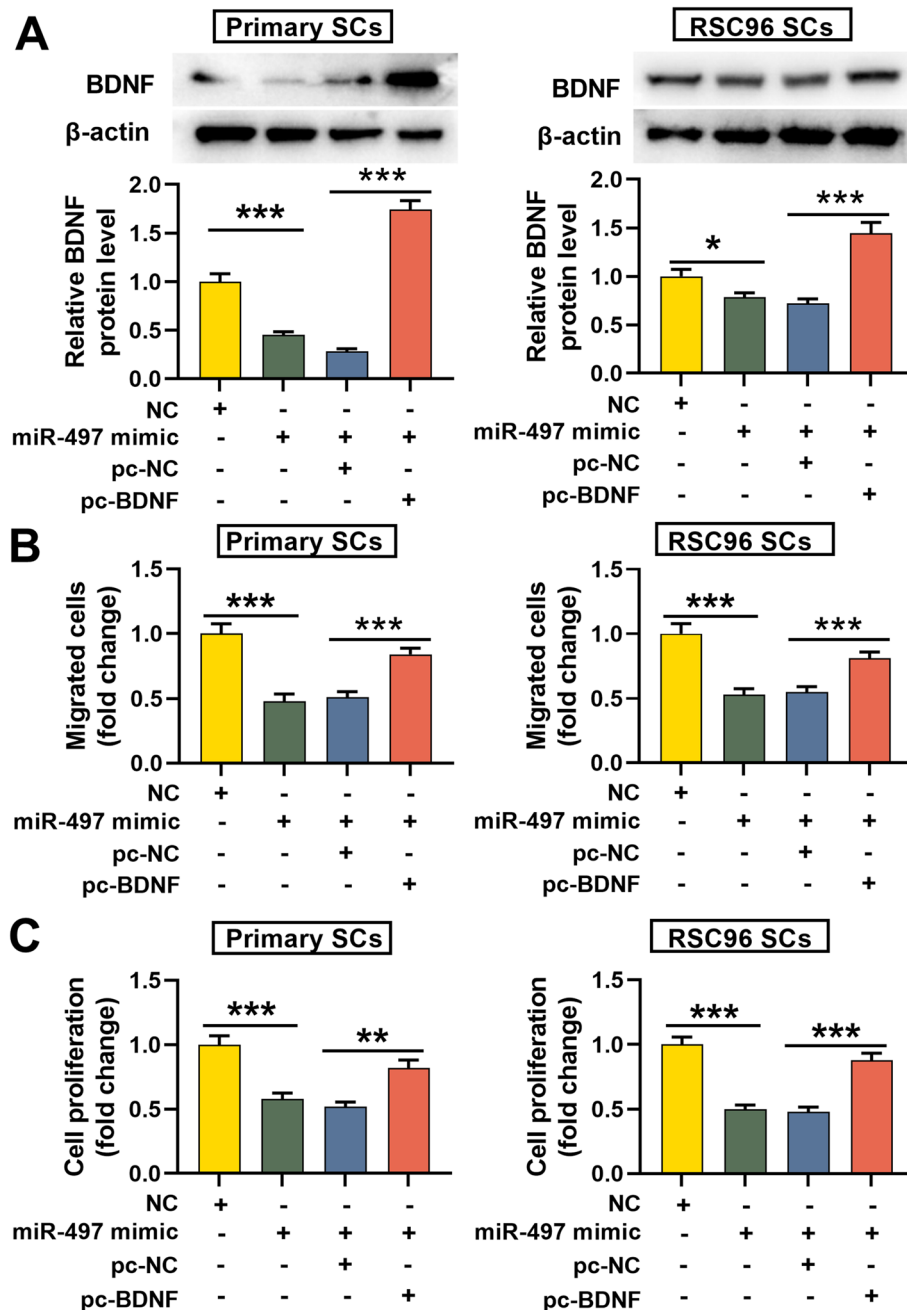 A
Primary SCs
BDNF
β-actin
***
***
Relative BDNF
protein level
2.0
1.5
1.0
0.5
0.0
NC + - - -
miR-497 mimic - + + +
pc-NC - - + -
pc-BDNF - - - +
RSC96 SCs
BDNF
β-actin
*
***
Relative BDNF
protein level
2.0
1.5
1.0
0.5
0.0
NC + - - -
miR-497 mimic - + + +
pc-NC - - + -
pc-BDNF - - - +
B
Primary SCs
***
***
Migrated cells
(fold change)
1.5
1.0
0.5
0.0
NC + - - -
miR-497 mimic - + + +
pc-NC - - + -
pc-BDNF - - - +
RSC96 SCs
***
***
Migrated cells
(fold change)
1.5
1.0
0.5
0.0
NC + - - -
miR-497 mimic - + + +
pc-NC - - + -
pc-BDNF - - - +
C
Primary SCs
***
**
Cell proliferation
(fold change)
1.5
1.0
0.5
0.0
NC + - - -
miR-497 mimic - + + +
pc-NC - - + -
pc-BDNF - - - +
RSC96 SCs
***
***
Cell proliferation
(fold change)
1.5
1.0
0.5
0.0
NC + - - -
miR-497 mimic - + + +
pc-NC - - + -
pc-BDNF - - - +